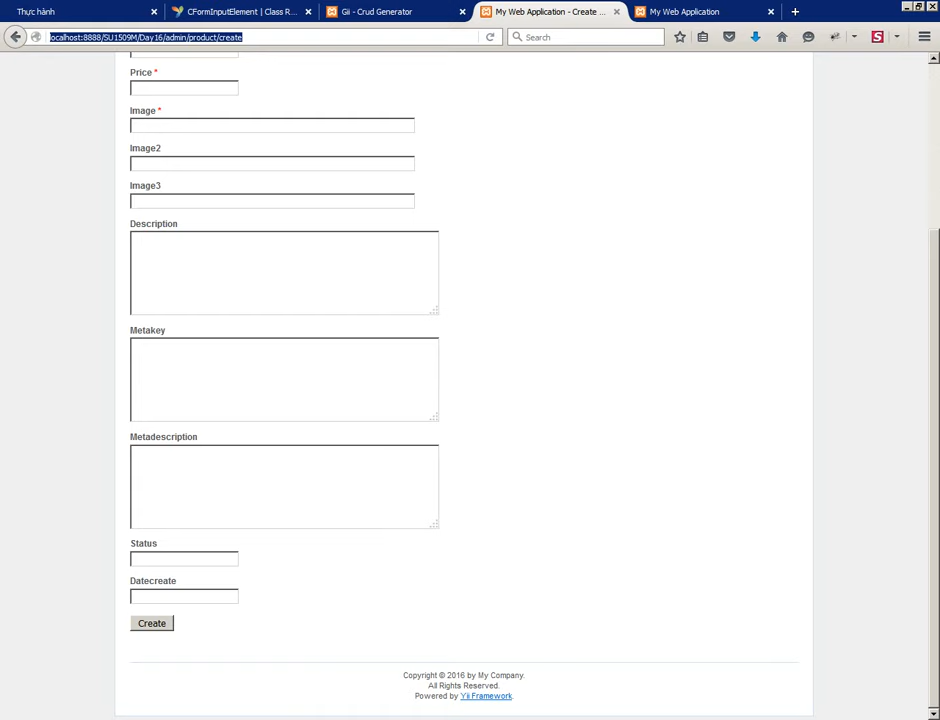 Thực hành
CFormInputElement | Class R...
Gii - Crud Generator
My Web Application - Create ...
My Web Application
localhost:8888/SU1509M/Day16/admin/product/create
Search
Price *
Image *
Image2
Image3
Description
Metakey
Metadescription
Status
Datecreate
Create
Copyright © 2016 by My Company.
All Rights Reserved.
Powered by Yii Framework.